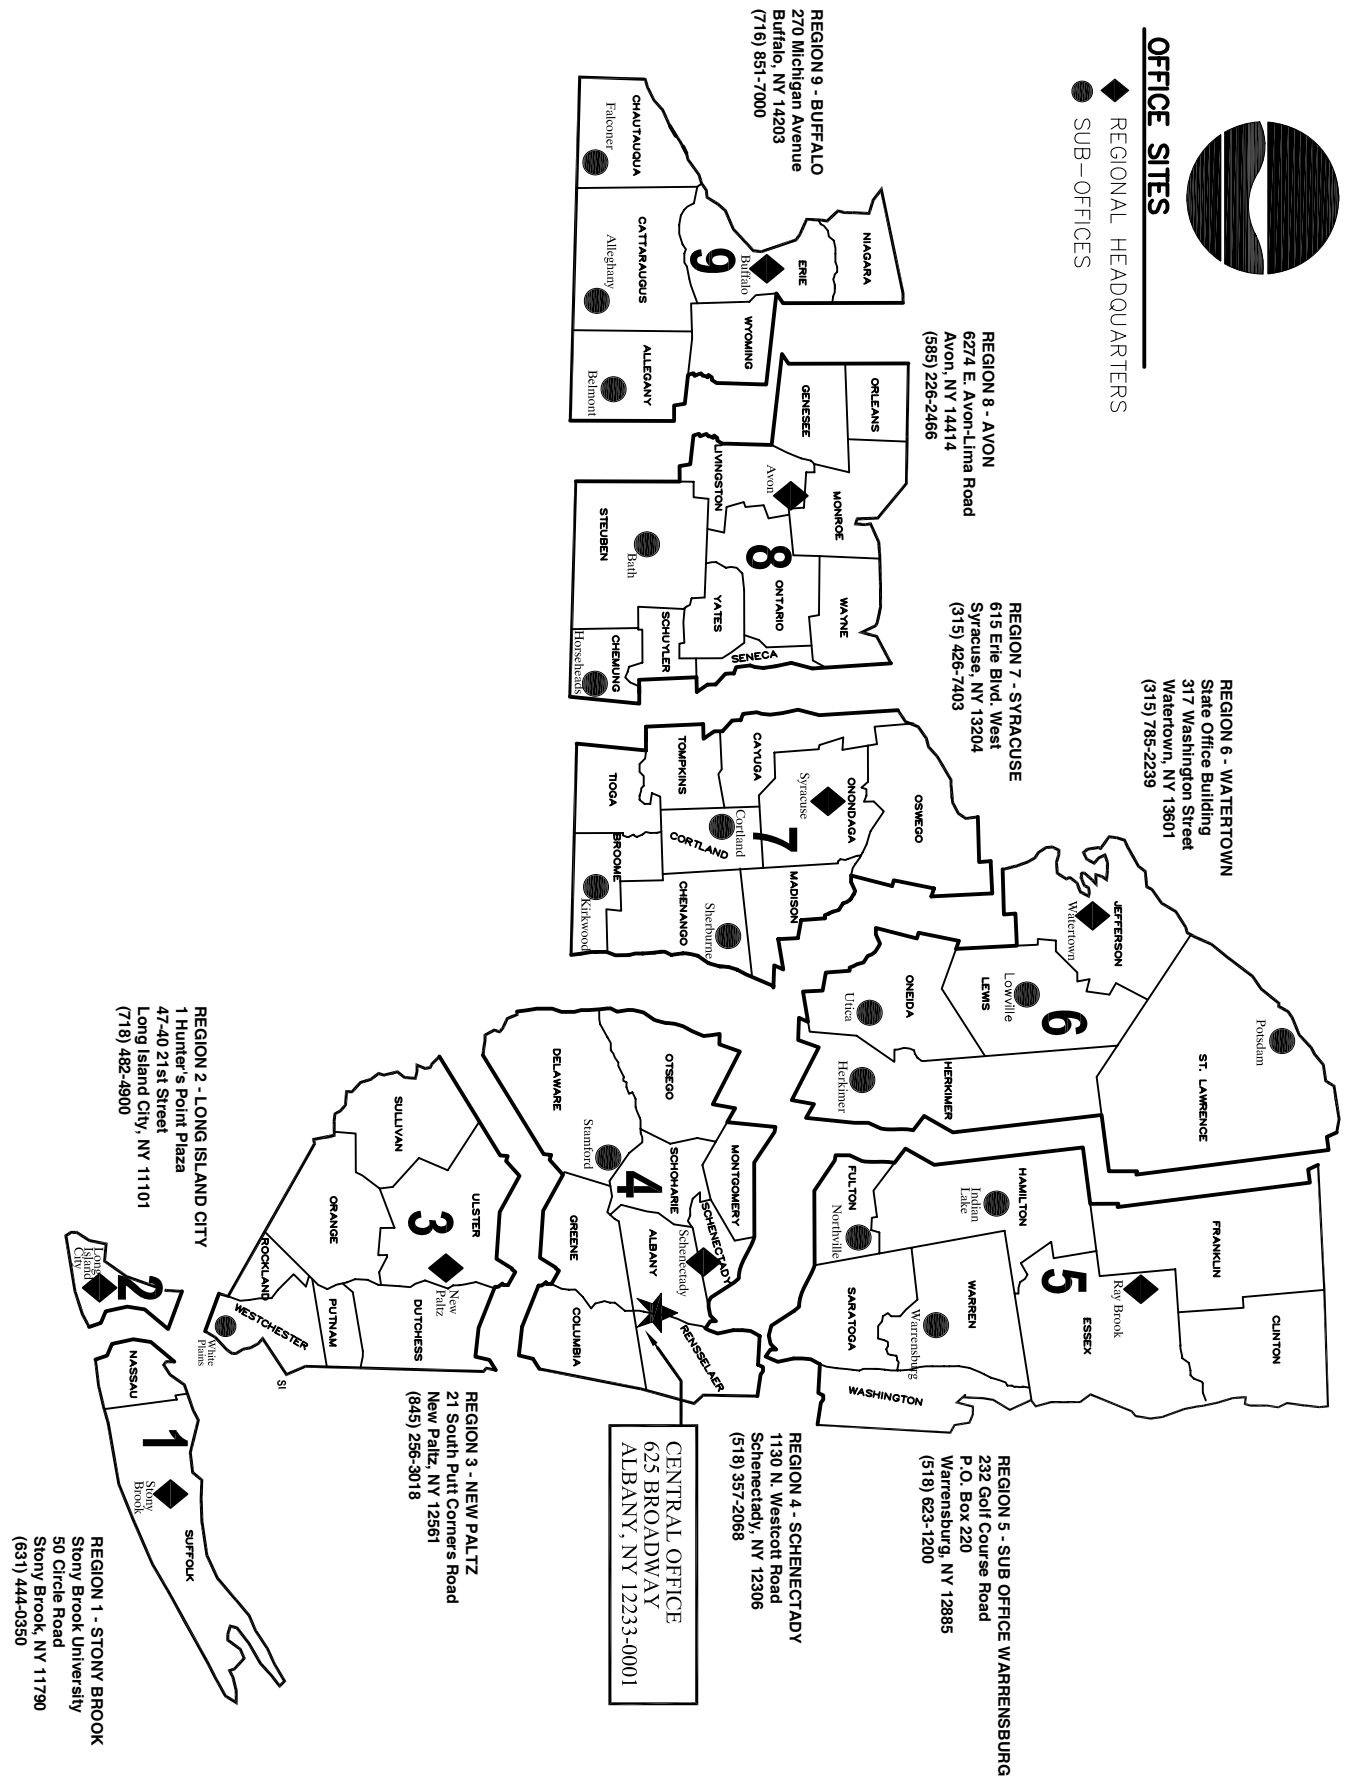 OFFICE SITES
REGIONAL HEADQUARTERS
SUB-OFFICES
REGION 9 - BUFFALO
270 Michigan Avenue
Buffalo, NY 14203
(716) 851-7000
REGION 8 - AVON
6274 E. Avon-Lima Road
Avon, NY 14414
(585) 226-2466
REGION 7 - SYRACUSE
615 Erie Blvd. West
Syracuse, NY 13204
(315) 426-7403
REGION 6 - WATERTOWN
State Office Building
317 Washington Street
Watertown, NY 13601
(315) 785-2239
REGION 5 - SUB OFFICE WARRENSBURG
232 Golf Course Road
P.O. Box 220
Warrensburg, NY 12885
(518) 623-1200
REGION 4 - SCHENECTADY
1130 N. Westcott Road
Schenectady, NY 12306
(518) 357-2068
CENTRAL OFFICE
625 BROADWAY
ALBANY, NY 12233-0001
REGION 3 - NEW PALTZ
21 South Putt Corners Road
New Paltz, NY 12561
(845) 256-3018
REGION 2 - LONG ISLAND CITY
1 Hunter's Point Plaza
47-40 21st Street
Long Island City, NY 11101
(718) 482-4900
REGION 1 - STONY BROOK
Stony Brook University
50 Circle Road
Stony Brook, NY 11790
(631) 444-0350
NIAGARA
ERIE
Buffalo
9
WYOMING
CHAUTAUQUA
Falconer
CATTARAUGUS
Alleghany
ALLEGANY
Belmont
ORLEANS
GENESEE
MONROE
WAYNE
LIVINGSTON
Avon
8
ONTARIO
YATES
SENECA
STEUBEN
Bath
SCHUYLER
CHEMUNG
Horseheads
OSWEGO
CAYUGA
ONONDAGA
Syracuse
7
MADISON
TOMPKINS
CORTLAND
Cortland
CHENANGO
Sherburne
TIOGA
BROOME
Kirkwood
ST. LAWRENCE
Potsdam
JEFFERSON
Watertown
LEWIS
Lowville
6
ONEIDA
Utica
HERKIMER
Herkimer
FRANKLIN
CLINTON
Ray Brook
5
ESSEX
HAMILTON
Indian
Lake
WARREN
Warrensburg
FULTON
Northville
SARATOGA
WASHINGTON
OTSEGO
MONTGOMERY
SCHENECTADY
Schenectady
SCHOHARIE
4
ALBANY
RENSSELAER
DELAWARE
Stamford
GREENE
COLUMBIA
ULSTER
SULLIVAN
3
New
Paltz
DUTCHESS
ORANGE
PUTNAM
ROCKLAND
WESTCHESTER
White
Plains
SI
2
Long
Island
City
NASSAU
1
Stony
Brook
SUFFOLK